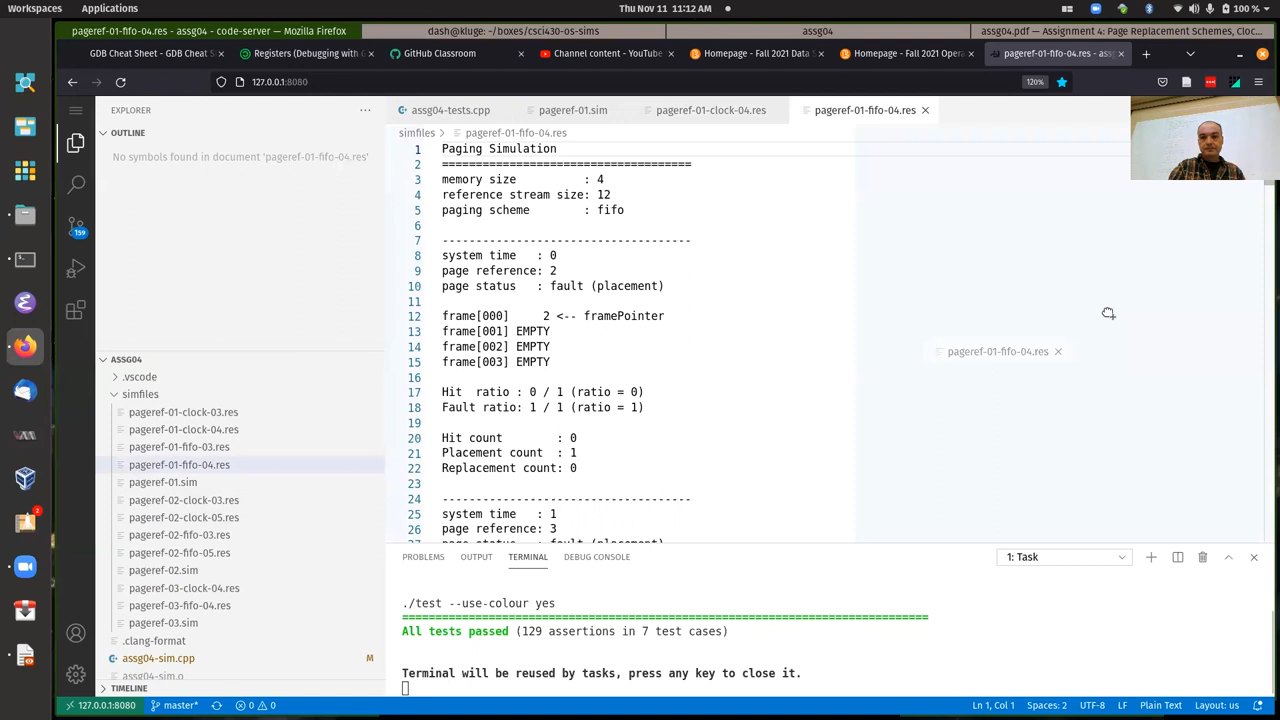 Workspaces Applications Thu Nov 11 11:12 AM 100 %
pageref-01-fifo-04.res - assg04 - code-server — Mozilla Firefox dash@kluge: ~/boxes/csci430-os-sims assg04 assg04.pdf — Assignment 4: Page Replacement Schemes, Cloc...
GDB Cheat Sheet - GDB Cheat S Registers (Debugging with G GitHub Classroom Channel content - YouTube Homepage - Fall 2021 Data S Homepage - Fall 2021 Opera pageref-01-fifo-04.res - ass
127.0.0.1:8080 120%
EXPLORER
assg04-tests.cpp pageref-01.sim pageref-01-clock-04.res pageref-01-fifo-04.res
OUTLINE
simfiles > pageref-01-fifo-04.res
No symbols found in document 'pageref-01-fifo-04.res'
1 Paging Simulation
2 =====================================
3 memory size : 4
4 reference stream size: 12
5 paging scheme : fifo
6
7 -------------------------------------
8 system time : 0
9 page reference: 2
10 page status : fault (placement)
11
12 frame[000] 2 <-- framePointer
13 frame[001] EMPTY
14 frame[002] EMPTY
15 frame[003] EMPTY
16
17 Hit ratio : 0 / 1 (ratio = 0)
18 Fault ratio: 1 / 1 (ratio = 1)
19
20 Hit count : 0
21 Placement count : 1
22 Replacement count: 0
23
24 -------------------------------------
25 system time : 1
26 page reference: 3
27 page status : fault (placement)
pageref-01-fifo-04.res
159
ASSG04
.vscode
simfiles
pageref-01-clock-03.res
pageref-01-clock-04.res
pageref-01-fifo-03.res
pageref-01-fifo-04.res
pageref-01.sim
pageref-02-clock-03.res
pageref-02-clock-05.res
pageref-02-fifo-03.res
pageref-02-fifo-05.res
pageref-02.sim
pageref-03-clock-04.res
pageref-03-fifo-04.res
pageref-03.sim
.clang-format
assg04-sim.cpp M
assg04-sim.o
TIMELINE
2
PROBLEMS OUTPUT TERMINAL DEBUG CONSOLE 1: Task
./test --use-colour yes
===============================================================================
All tests passed (129 assertions in 7 test cases)
Terminal will be reused by tasks, press any key to close it.
127.0.0.1:8080 master* 0 0 Ln 1, Col 1 Spaces: 2 UTF-8 LF Plain Text Layout: us